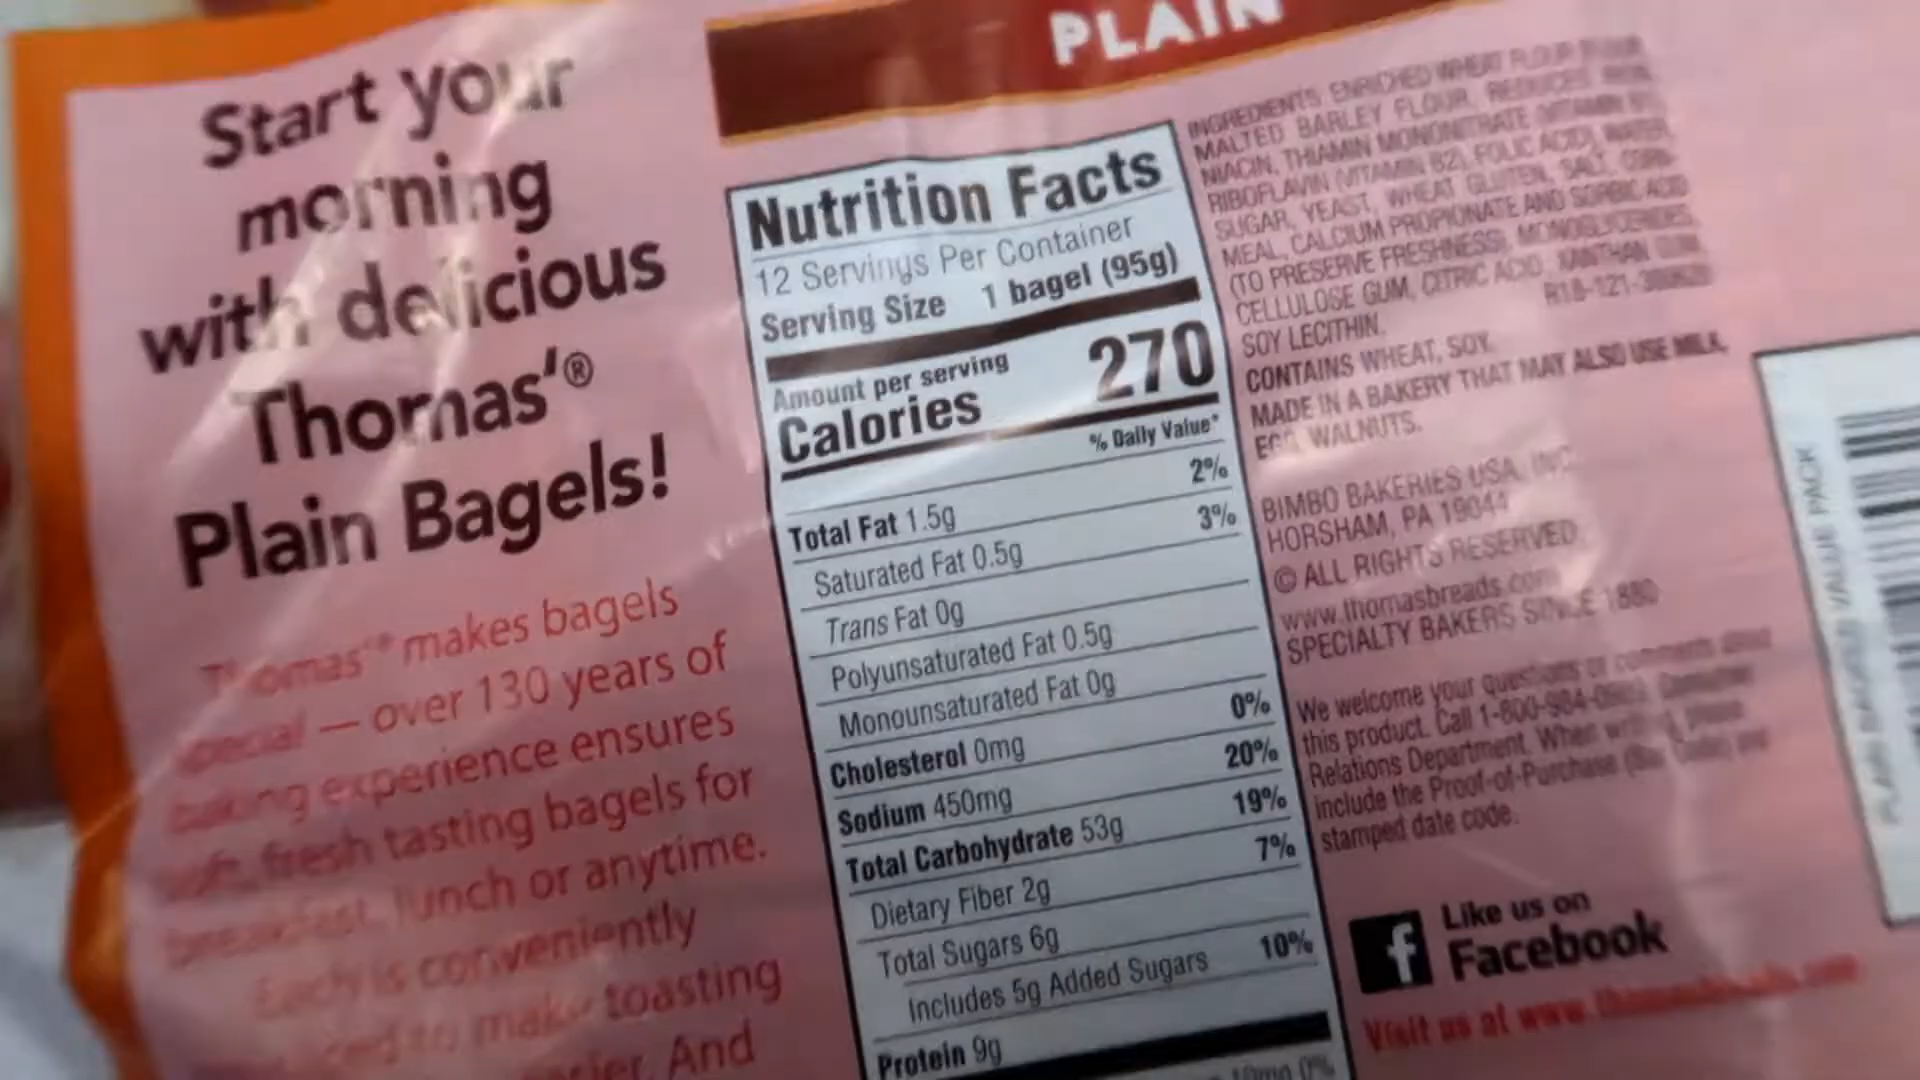 PLAIN
Start your
morning
with delicious
Thomas'®
Plain Bagels!
Thomas'® makes bagels
special — over 130 years of
baking experience ensures
soft, fresh tasting bagels for
breakfast, lunch or anytime.
Each is conveniently
to make toasting
And
Nutrition Facts
12 Servings Per Container
Serving Size 1 bagel (95g)
Amount per serving
Calories 270
% Daily Value*
Total Fat 1.5g 2%
Saturated Fat 0.5g 3%
Trans Fat 0g
Polyunsaturated Fat 0.5g
Monounsaturated Fat 0g
Cholesterol 0mg 0%
Sodium 450mg 20%
Total Carbohydrate 53g 19%
Dietary Fiber 2g 7%
Total Sugars 6g
Includes 5g Added Sugars 10%
Protein 9g
INGREDIENTS: ENRICHED WHEAT FLOUR
MALTED BARLEY FLOUR, REDUCED IRON,
NIACIN, THIAMIN MONONITRATE (VITAMIN B1),
RIBOFLAVIN (VITAMIN B2), FOLIC ACID], WATER,
SUGAR, YEAST, WHEAT GLUTEN, SALT, CORN-
MEAL, CALCIUM PROPIONATE AND SORBIC ACID
(TO PRESERVE FRESHNESS), MONOGLYCERIDES,
CELLULOSE GUM, CITRIC ACID, XANTHAN GUM,
SOY LECITHIN.
CONTAINS WHEAT, SOY.
MADE IN A BAKERY THAT MAY ALSO USE MILK,
EGG, WALNUTS.
BIMBO BAKERIES USA, INC.
HORSHAM, PA 19044
© ALL RIGHTS RESERVED
www.thomasbreads.com
SPECIALTY BAKERS SINCE 1880
We welcome your questions or comments about
this product. Call Consumer
Relations Department. When writing, please
include the Proof-of-Purchase (Bar Code) and
stamped date code.
f Like us on
Facebook
Visit us at www.thomasbreads.com
VALUE PACK